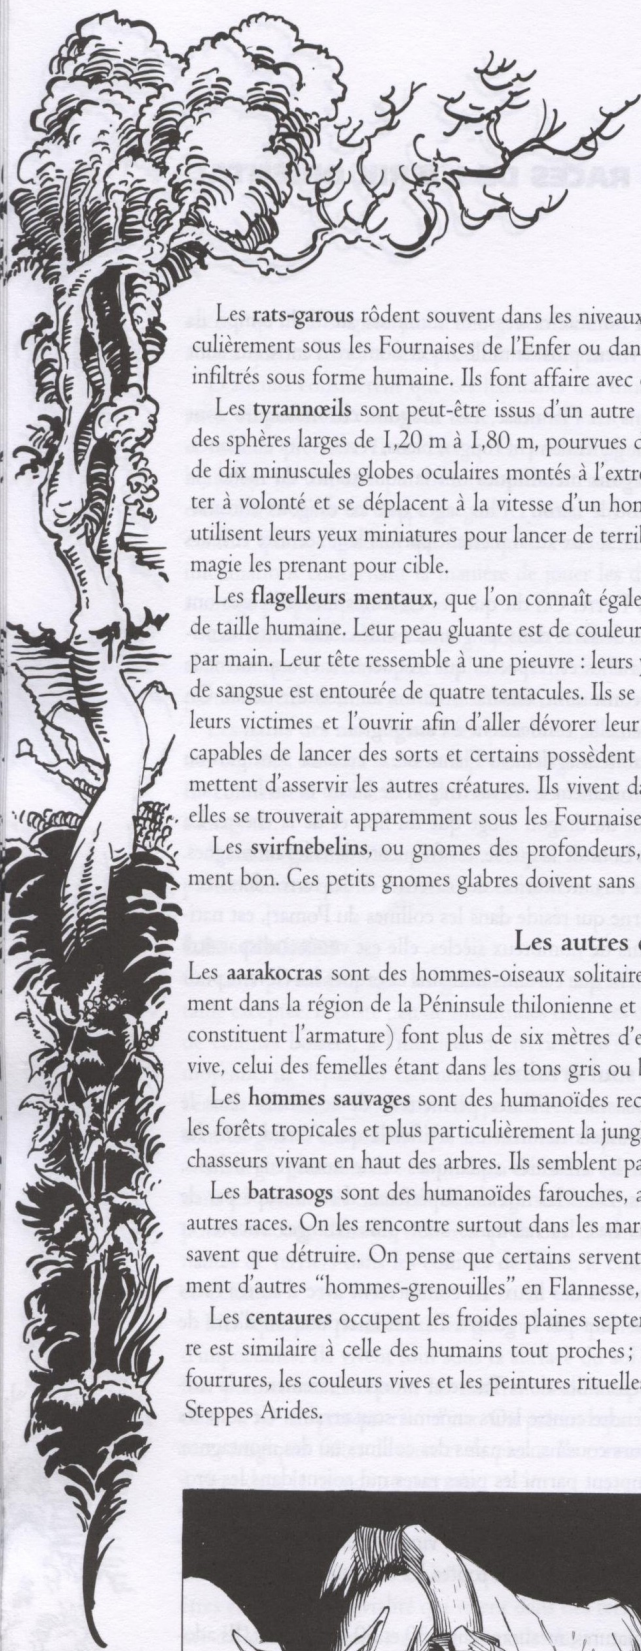 Les rats-garous rôdent souvent dans les niveaux
culièrement sous les Fournaises de l'Enfer ou dan
infiltrés sous forme humaine. Ils font affaire avec
Les tyrannœils sont peut-être issus d'un autre
des sphères larges de 1,20 m à 1,80 m, pourvues d
de dix minuscules globes oculaires montés à l'extr
ter à volonté et se déplacent à la vitesse d'un hom
utilisent leurs yeux miniatures pour lancer de terri
magie les prenant pour cible.
Les flagelleurs mentaux, que l'on connaît égale
de taille humaine. Leur peau gluante est de couleur
par main. Leur tête ressemble à une pieuvre : leurs
de sangsue est entourée de quatre tentacules. Ils se
leurs victimes et l'ouvrir afin d'aller dévorer leur
capables de lancer des sorts et certains possèdent
mettent d'asservir les autres créatures. Ils vivent da
elles se trouverait apparemment sous les Fournaise
Les svirfnebelins, ou gnomes des profondeurs,
ment bon. Ces petits gnomes glabres doivent sans
Les autres
Les aarakocras sont des hommes-oiseaux solitaire
ment dans la région de la Péninsule thilonienne et
constituent l'armature) font plus de six mètres d'e
vive, celui des femelles étant dans les tons gris ou
Les hommes sauvages sont des humanoïdes rec
les forêts tropicales et plus particulièrement la jung
chasseurs vivant en haut des arbres. Ils semblent pa
Les batrasogs sont des humanoïdes farouches, a
autres races. On les rencontre surtout dans les mar
savent que détruire. On pense que certains servent
ment d'autres "hommes-grenouilles" en Flannesse,
Les centaures occupent les froides plaines septen
re est similaire à celle des humains tout proches ;
fourrures, les couleurs vives et les peintures rituelle
Steppes Arides.